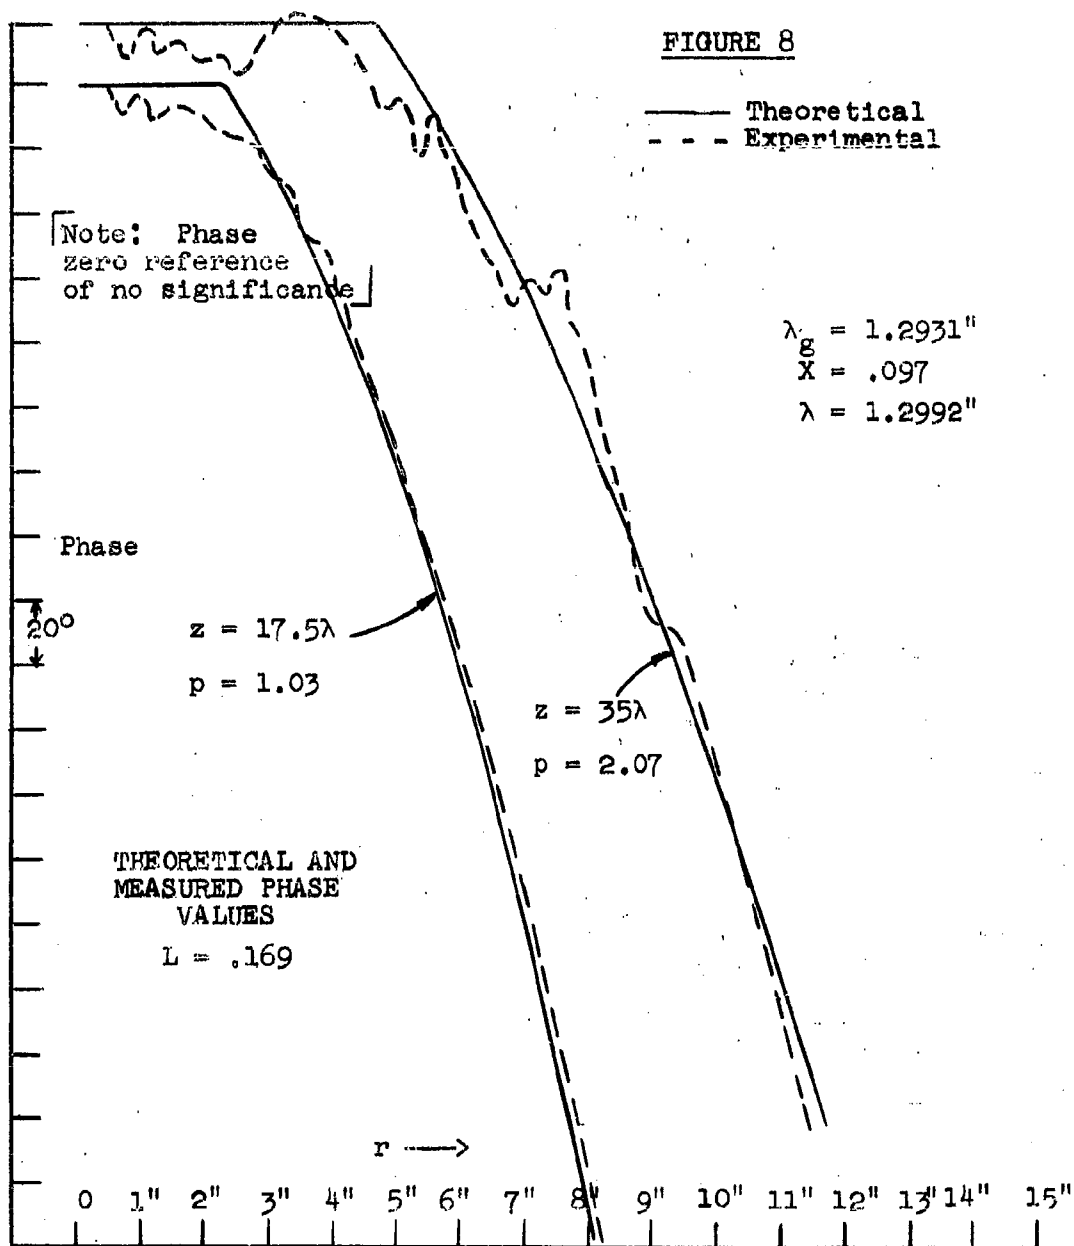 FIGURE 8
Theoretical
Experimental
Note: Phase
zero reference
of no significance
λg = 1.2931"
X = .097
λ = 1.2992"
Phase
20°
z = 17.5λ
p = 1.03
z = 35λ
p = 2.07
THEORETICAL AND
MEASURED PHASE
VALUES
L = .169
r
0 1" 2" 3" 4" 5" 6" 7" 8" 9" 10" 11" 12" 13" 14" 15"